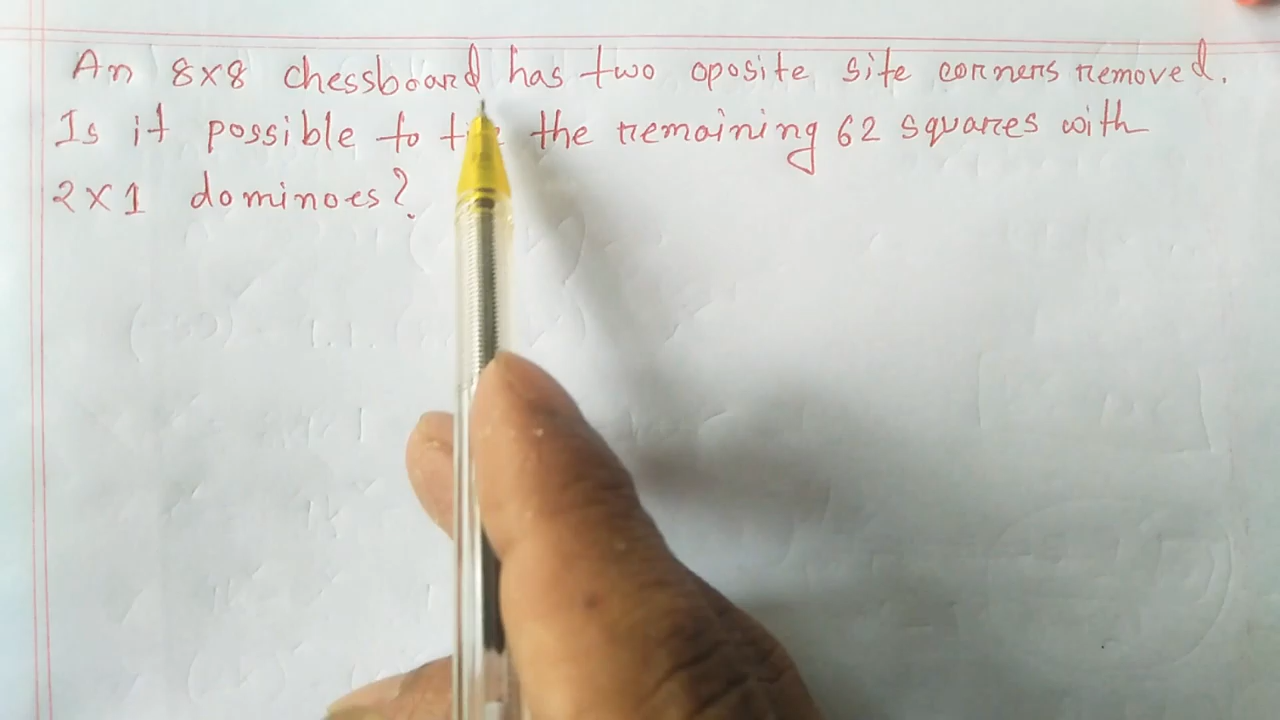 An 8x8 chessboard has two oposite site corners removed.
Is it possible to the remaining 62 squares with
2x1 dominoes?